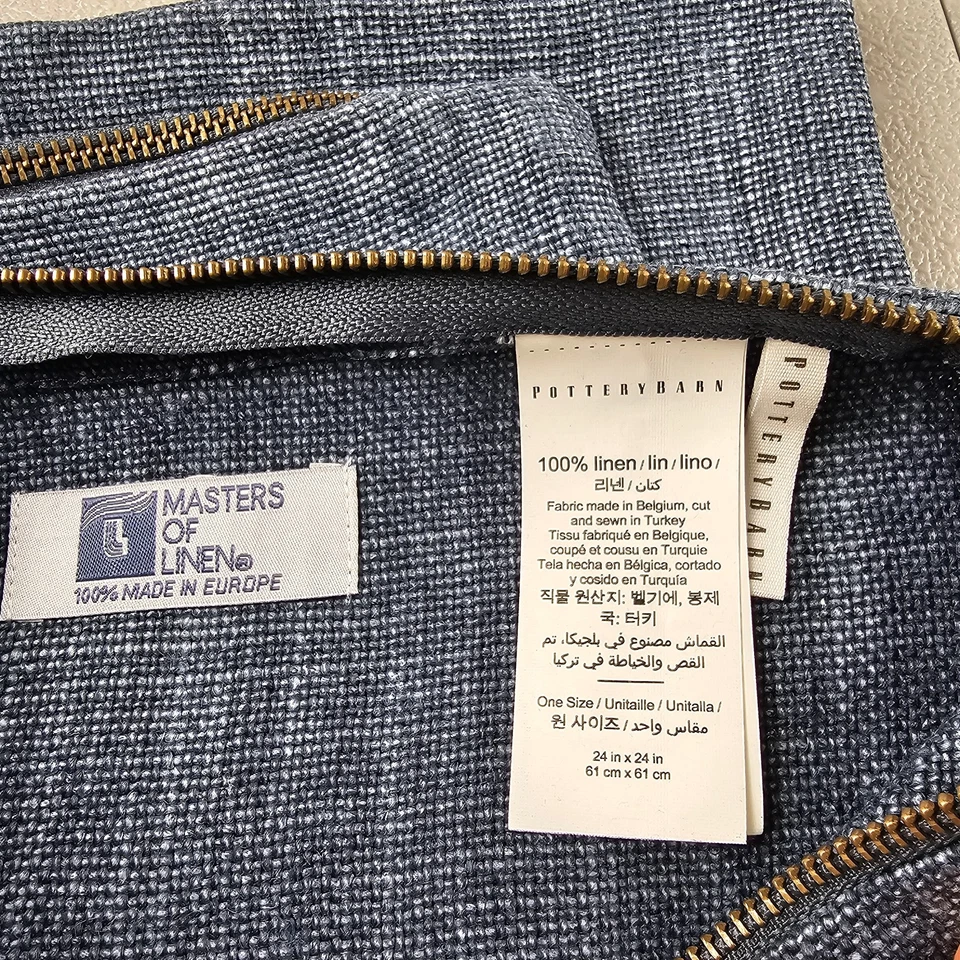 MASTERS
OF
LINEN®
100% MADE IN EUROPE
POTTERYBARN
100% linen / lin / lino /
리넨 / كتان
Fabric made in Belgium, cut
and sewn in Turkey
Tissu fabriqué en Belgique,
coupé et cousu en Turquie
Tela hecha en Bélgica, cortado
y cosido en Turquía
직물 원산지: 벨기에, 봉제
국: 터키
القماش مصنوع في بلجيكا، تم
القص والخياطة في تركيا
One Size / Unitaille / Unitalla /
원 사이즈 / مقاس واحد
24 in x 24 in
61 cm x 61 cm
POTTERYBARN